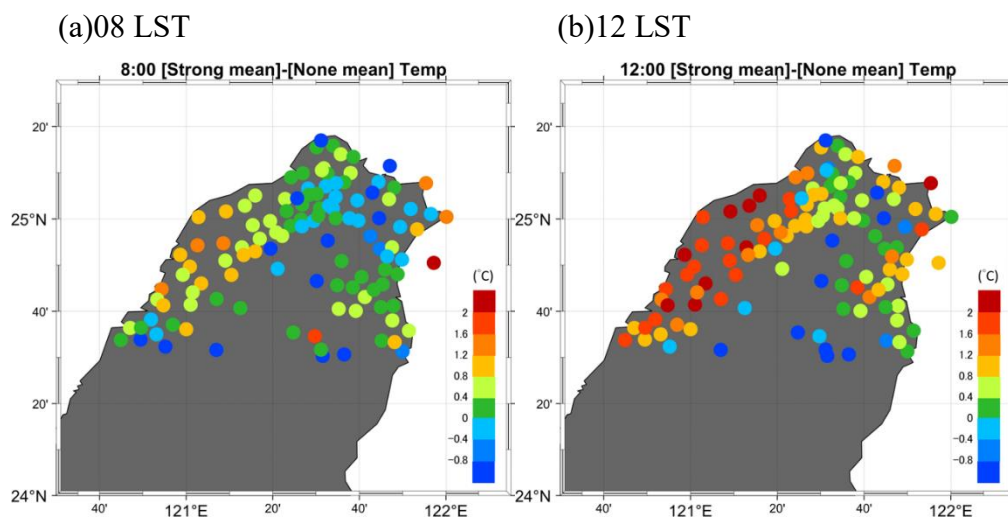 (a)08 LST
8:00 [Strong mean]-[None mean] Temp
20'
25°N
40'
20'
24°N
40'
121°E
20'
40'
122°E
(°C)
2
1.6
1.2
0.8
0.4
0
−0.4
−0.8
(b)12 LST
12:00 [Strong mean]-[None mean] Temp
20'
25°N
40'
20'
24°N
40'
121°E
20'
40'
122°E
(°C)
2
1.6
1.2
0.8
0.4
0
−0.4
−0.8